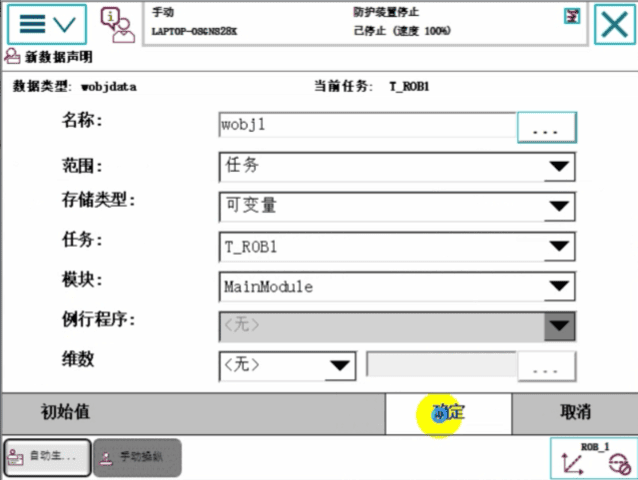 手动
防护装置停止
LAPTOP-O8GNS28K
已停止 (速度 100%)
新数据声明
数据类型: wobjdata
当前任务: T_ROB1
名称: wobj1 ...
范围: 任务
存储类型: 可变量
任务: T_ROB1
模块: MainModule
例行程序: <无>
维数 <无> ...
初始值 确定 取消
自动生... 手动操纵 ROB_1